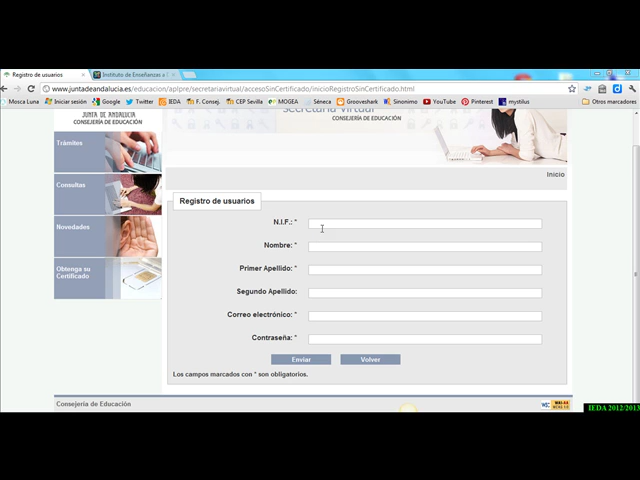 Registro de usuarios
Instituto de Enseñanzas a
www.juntadeandalucia.es/educacion/aplpre/secretariavirtual/accesoSinCertificado/inicioRegistroSinCertificado.html
Mosca Luna Iniciar sesión Google Twitter IEDA F. Consej. CEP Sevilla MOGEA Séneca Grooveshark Sinonimo YouTube Pinterest mystilus Otros marcadores
JUNTA DE ANDALUCIA
CONSEJERÍA DE EDUCACIÓN
Secretaría Virtual
CONSEJERÍA DE EDUCACIÓN
Trámites
Consultas
Novedades
Obtenga su
Certificado
Inicio
Registro de usuarios
N.I.F.: *
Nombre: *
Primer Apellido: *
Segundo Apellido:
Correo electrónico: *
Contraseña: *
Enviar Volver
Los campos marcados con * son obligatorios.
Consejería de Educación
IEDA 2012/2013